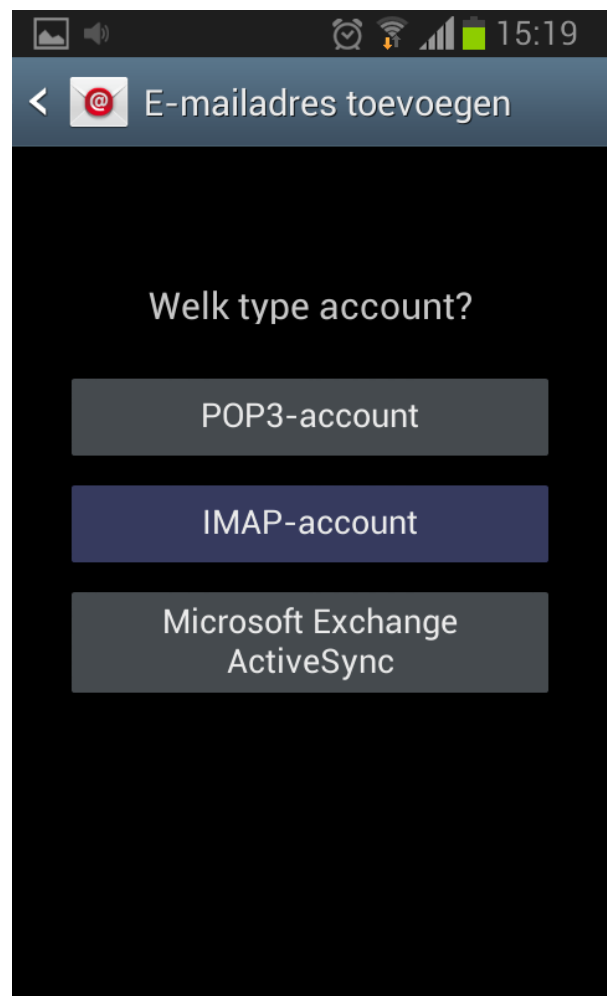 15:19
E-mailadres toevoegen
Welk type account?
POP3-account
IMAP-account
Microsoft Exchange
ActiveSync